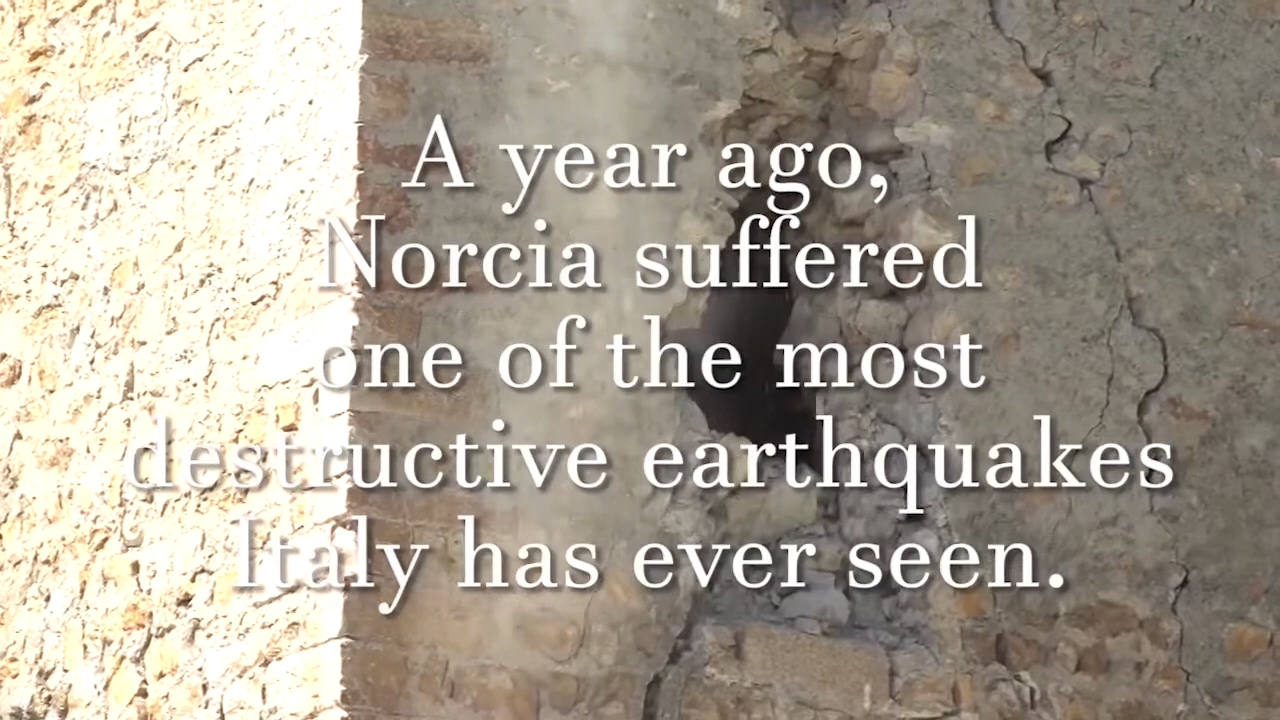 A year ago,
Norcia suffered
one of the most
destructive earthquakes
Italy has ever seen.